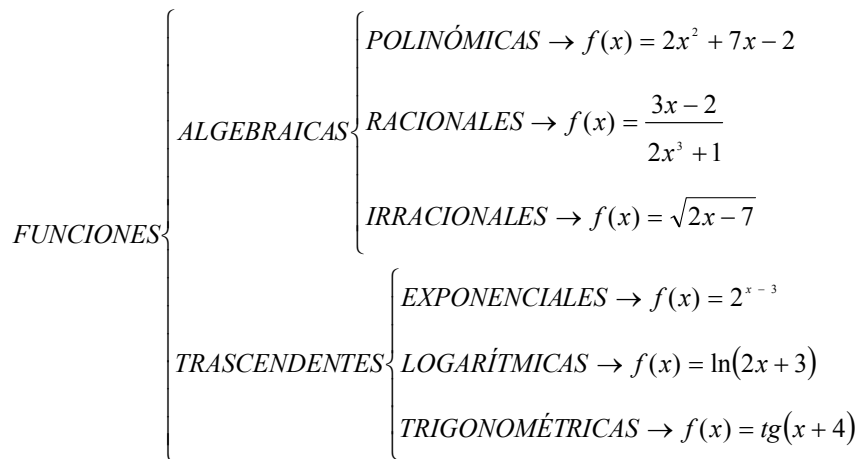 POLINÓMICAS → f(x) = 2x² + 7x − 2
ALGEBRAICAS RACIONALES → f(x) = (3x − 2)/(2x³ + 1)
IRRACIONALES → f(x) = √(2x − 7)
FUNCIONES
EXPONENCIALES → f(x) = 2^(x − 3)
TRASCENDENTES LOGARÍTMICAS → f(x) = ln(2x + 3)
TRIGONOMÉTRICAS → f(x) = tg(x + 4)